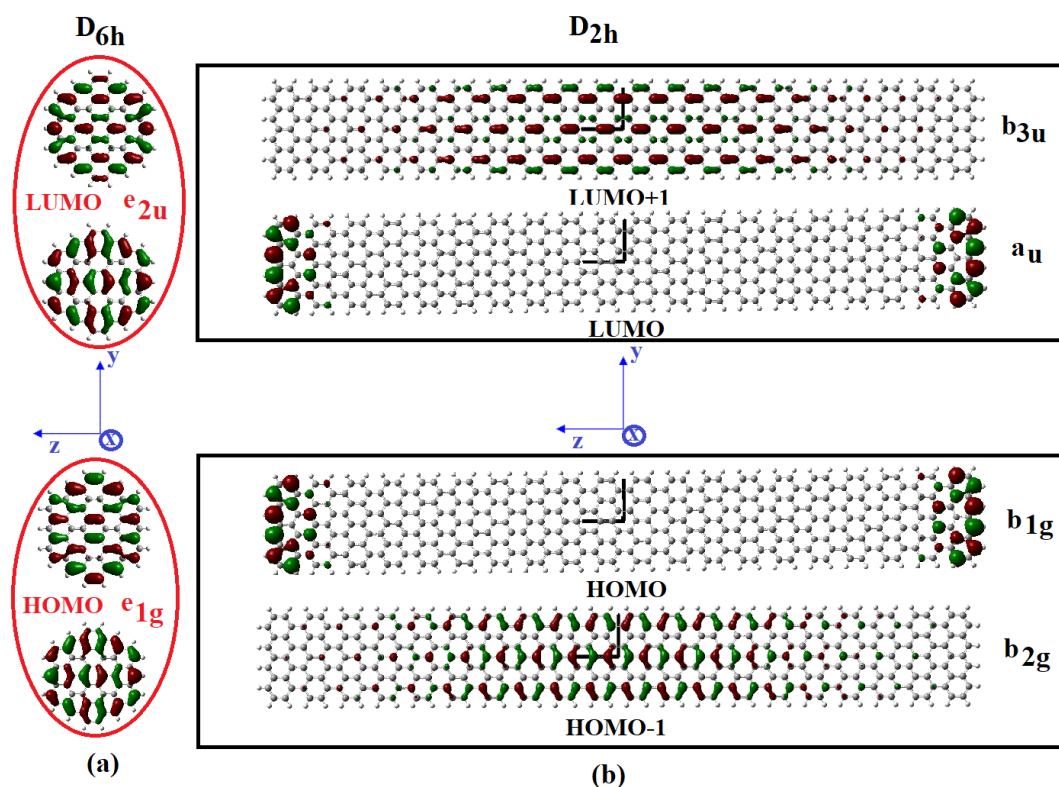 D6h
D2h
LUMO e2u
b3u
LUMO+1
au
LUMO
y
z
x
y
z
x
HOMO e1g
b1g
HOMO
b2g
HOMO-1
(a)
(b)